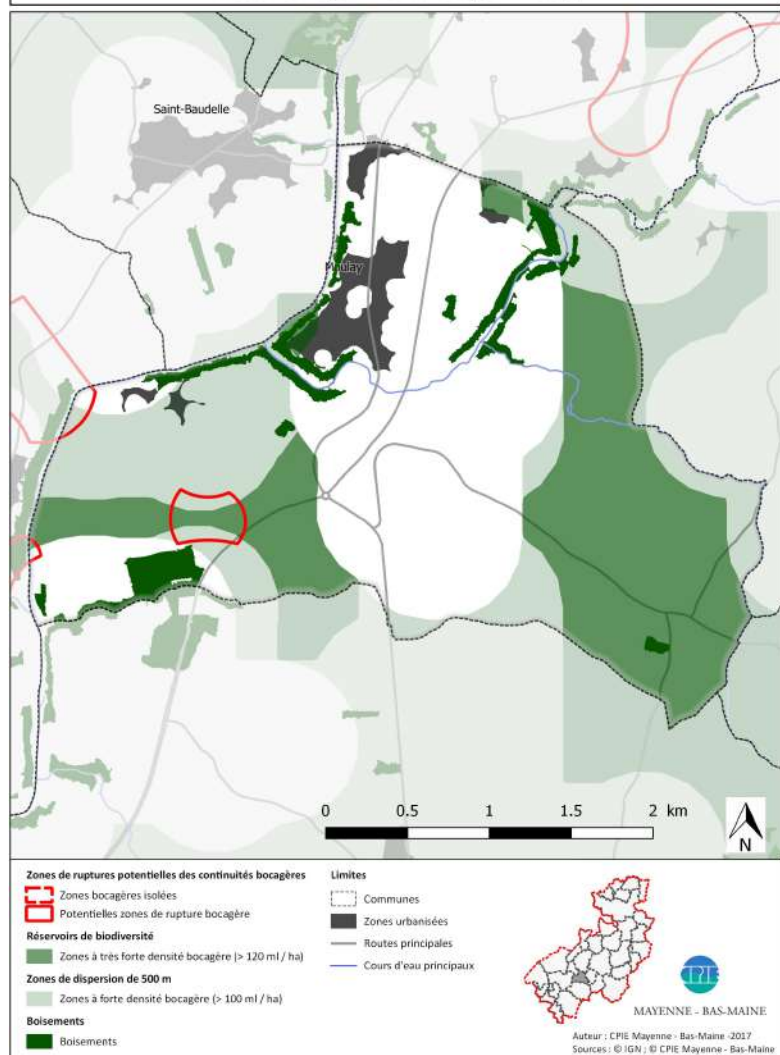 Saint-Baudelle
Moulay
0 0.5 1 1.5 2 km
N
Zones de ruptures potentielles des continuités bocagères
Zones bocagères isolées
Potentielles zones de rupture bocagère
Réservoirs de biodiversité
Zones à très forte densité bocagère (> 120 ml / ha)
Zones de dispersion de 500 m
Zones à forte densité bocagère (> 100 ml / ha)
Boisements
Boisements
Limites
Communes
Zones urbanisées
Routes principales
Cours d'eau principaux
CPIE
MAYENNE - BAS-MAINE
Auteur : CPIE Mayenne - Bas-Maine -2017
Sources : © IGN ; © CPIE Mayenne - Bas-Maine